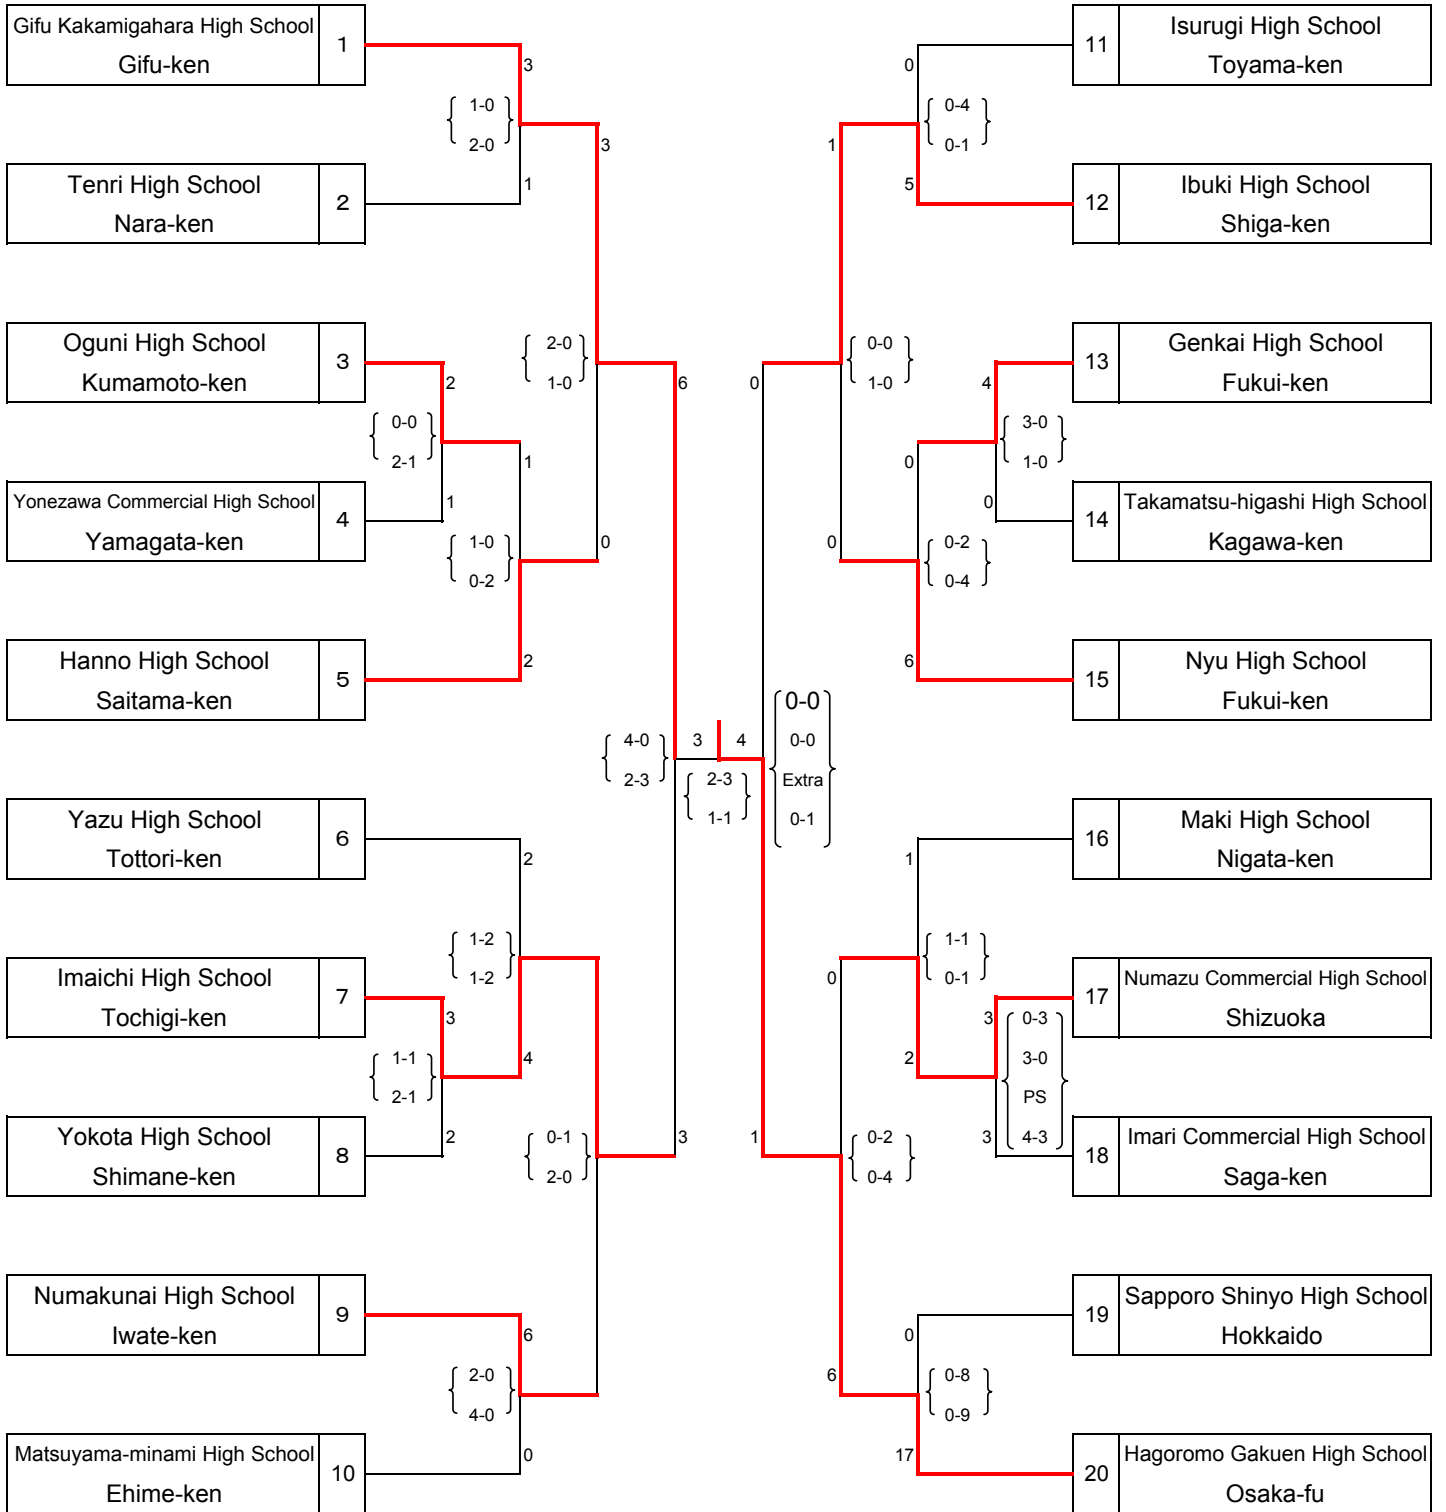 Gifu Kakamigahara High School
1
Gifu-ken
3
1-0
2-0
3
Tenri High School
2
Nara-ken
1
Oguni High School
3
Kumamoto-ken
2
2-0
1-0
6
0-0
2-1
1
Yonezawa Commercial High School
4
Yamagata-ken
1
1-0
0-2
0
Hanno High School
5
Saitama-ken
2
4-0
2-3
3
4
2-3
1-1
0-0
0-0
Extra
0-1
Yazu High School
6
Tottori-ken
2
1-2
1-2
Imaichi High School
7
Tochigi-ken
3
1-1
2-1
4
Yokota High School
8
Shimane-ken
2
0-1
2-0
3
Numakunai High School
9
Iwate-ken
6
2-0
4-0
Matsuyama-minami High School
10
Ehime-ken
0
11
Isurugi High School
Toyama-ken
0
0-4
0-1
1
5
12
Ibuki High School
Shiga-ken
0
0-0
1-0
13
Genkai High School
Fukui-ken
4
3-0
1-0
0
0
14
Takamatsu-higashi High School
Kagawa-ken
0
0-2
0-4
6
15
Nyu High School
Fukui-ken
16
Maki High School
Nigata-ken
1
1-1
0-1
0
17
Numazu Commercial High School
Shizuoka
3
0-3
3-0
PS
4-3
2
18
Imari Commercial High School
Saga-ken
3
1
0-2
0-4
19
Sapporo Shinyo High School
Hokkaido
0
6
0-8
0-9
17
20
Hagoromo Gakuen High School
Osaka-fu